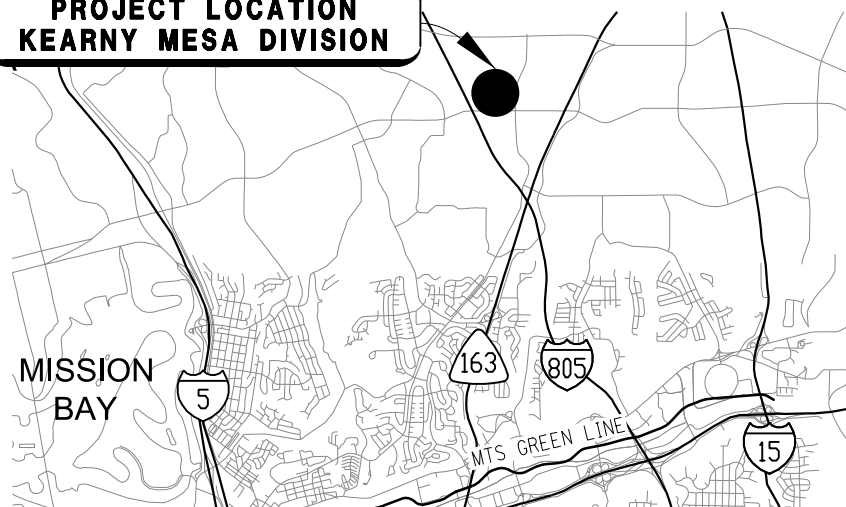 PROJECT LOCATION
KEARNY MESA DIVISION
MISSION
BAY
5
163
805
MTS GREEN LINE
15